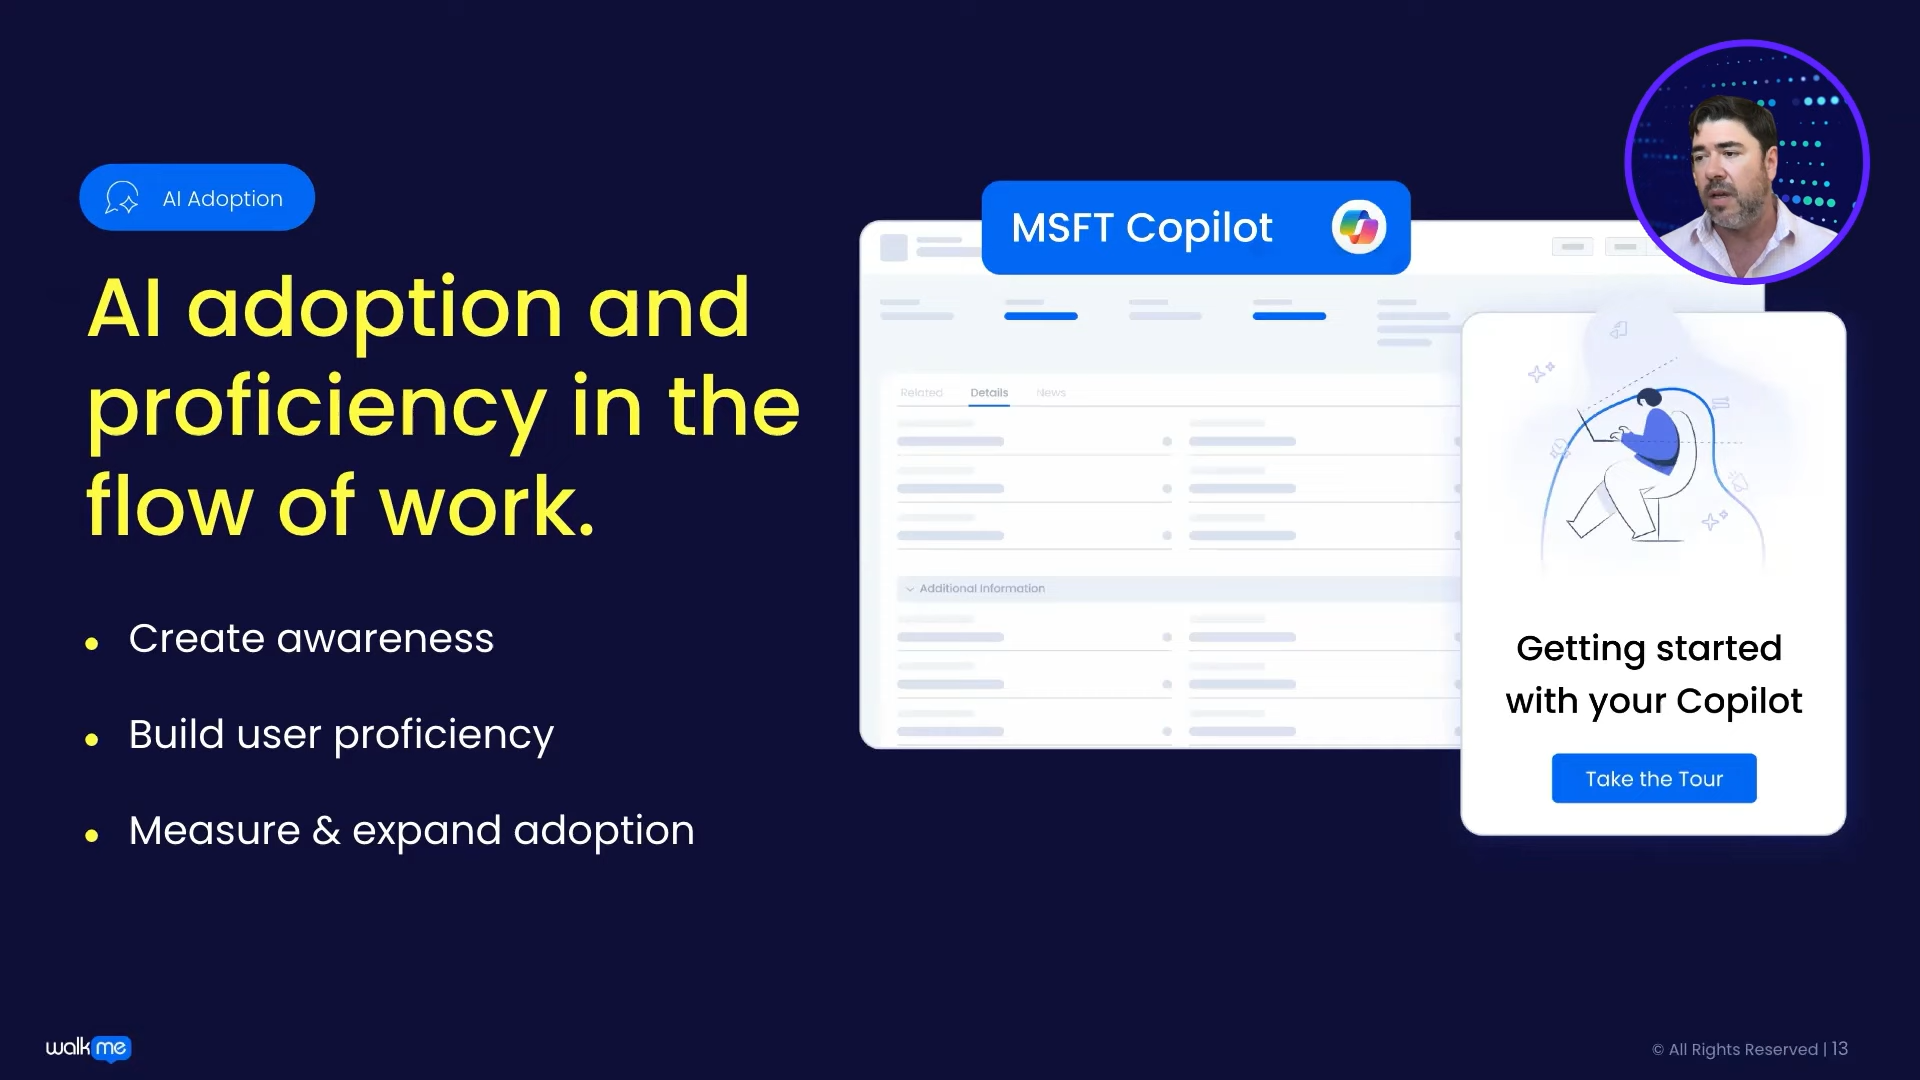 AI Adoption
AI adoption and
proficiency in the
flow of work.
Create awareness
Build user proficiency
Measure & expand adoption
MSFT Copilot
Related Details News
Additional Information
Getting started
with your Copilot
Take the Tour
walkme
© All Rights Reserved | 13